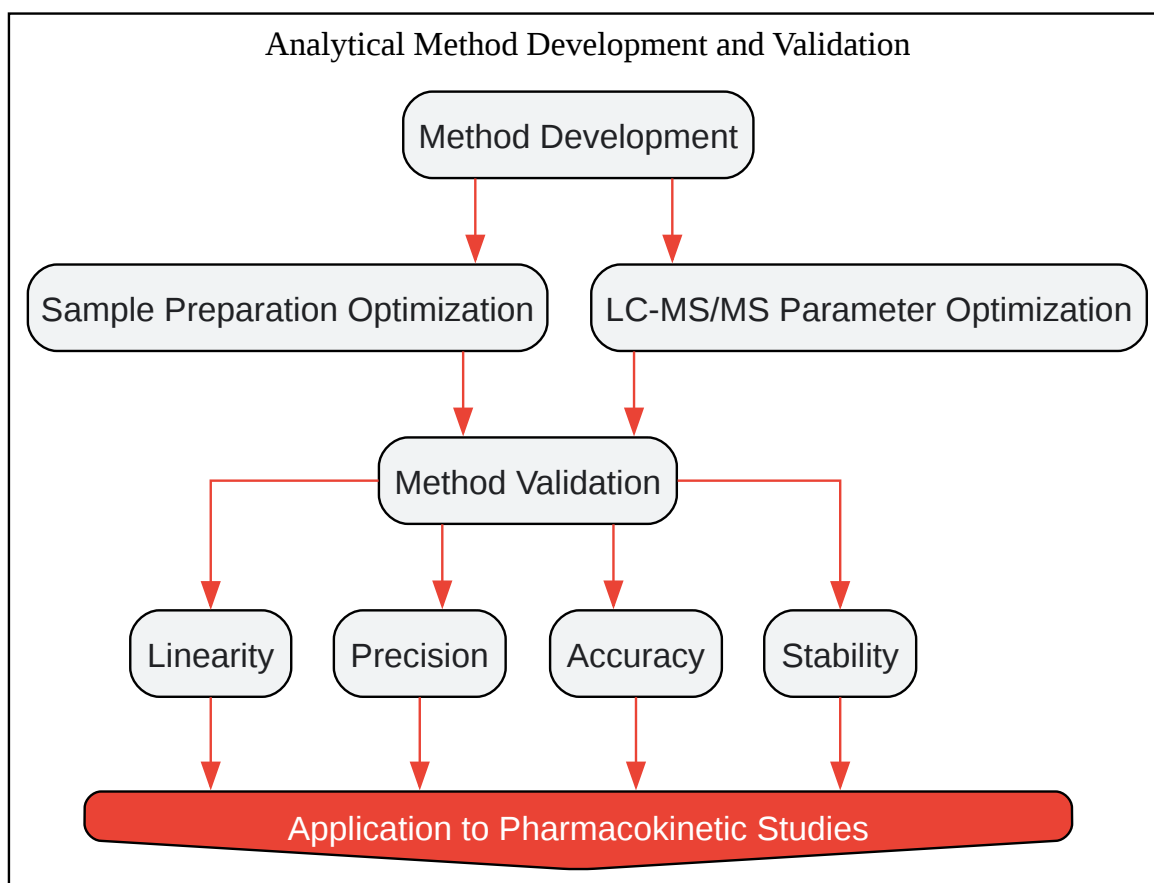 Analytical Method Development and Validation
Method Development
Sample Preparation Optimization
LC-MS/MS Parameter Optimization
Method Validation
Linearity
Precision
Accuracy
Stability
Application to Pharmacokinetic Studies